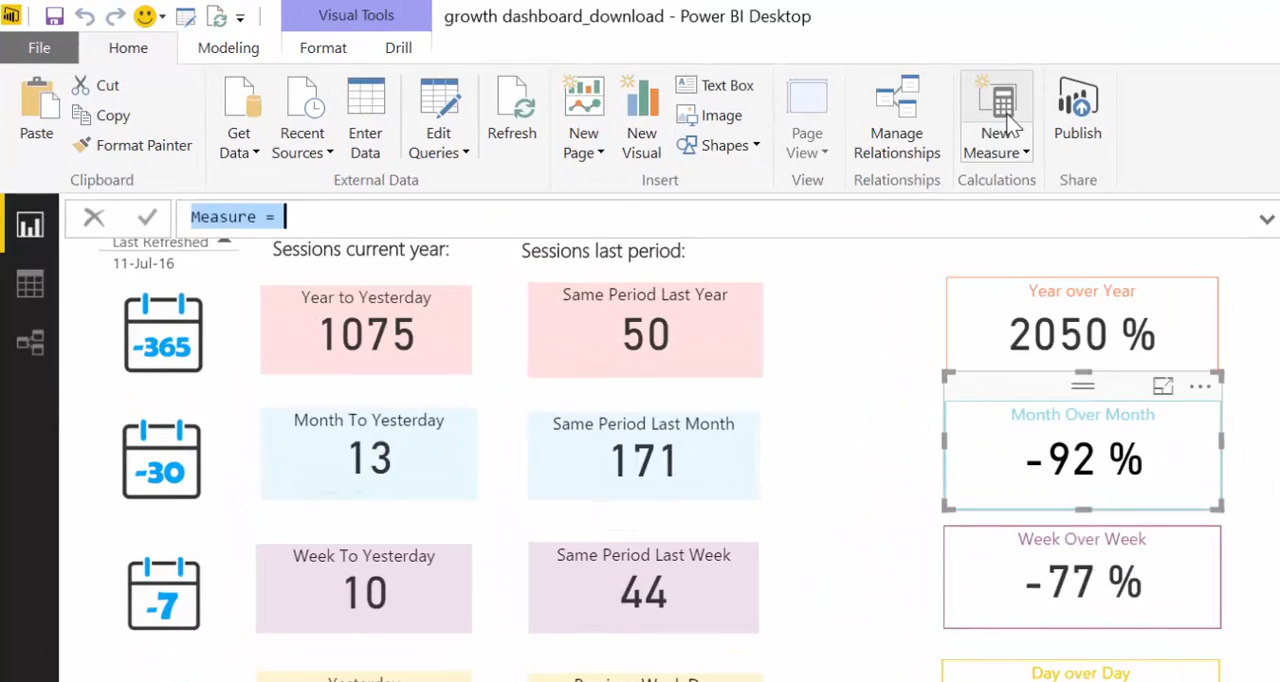 Visual Tools
growth dashboard_download - Power BI Desktop
File
Home
Modeling
Format
Drill
Paste
Cut
Copy
Format Painter
Clipboard
Get
Data
Recent
Sources
Enter
Data
Edit
Queries
Refresh
External Data
New
Page
New
Visual
Text Box
Image
Shapes
Insert
Page
View
View
Manage
Relationships
Relationships
New
Measure
Calculations
Publish
Share
Measure =
Last Refreshed
11-Jul-16
Sessions current year:
Sessions last period:
-365
Year to Yesterday
1075
Same Period Last Year
50
Year over Year
2050 %
-30
Month To Yesterday
13
Same Period Last Month
171
Month Over Month
-92 %
-7
Week To Yesterday
10
Same Period Last Week
44
Week Over Week
-77 %
Yesterday
Previous Week Day
Day over Day